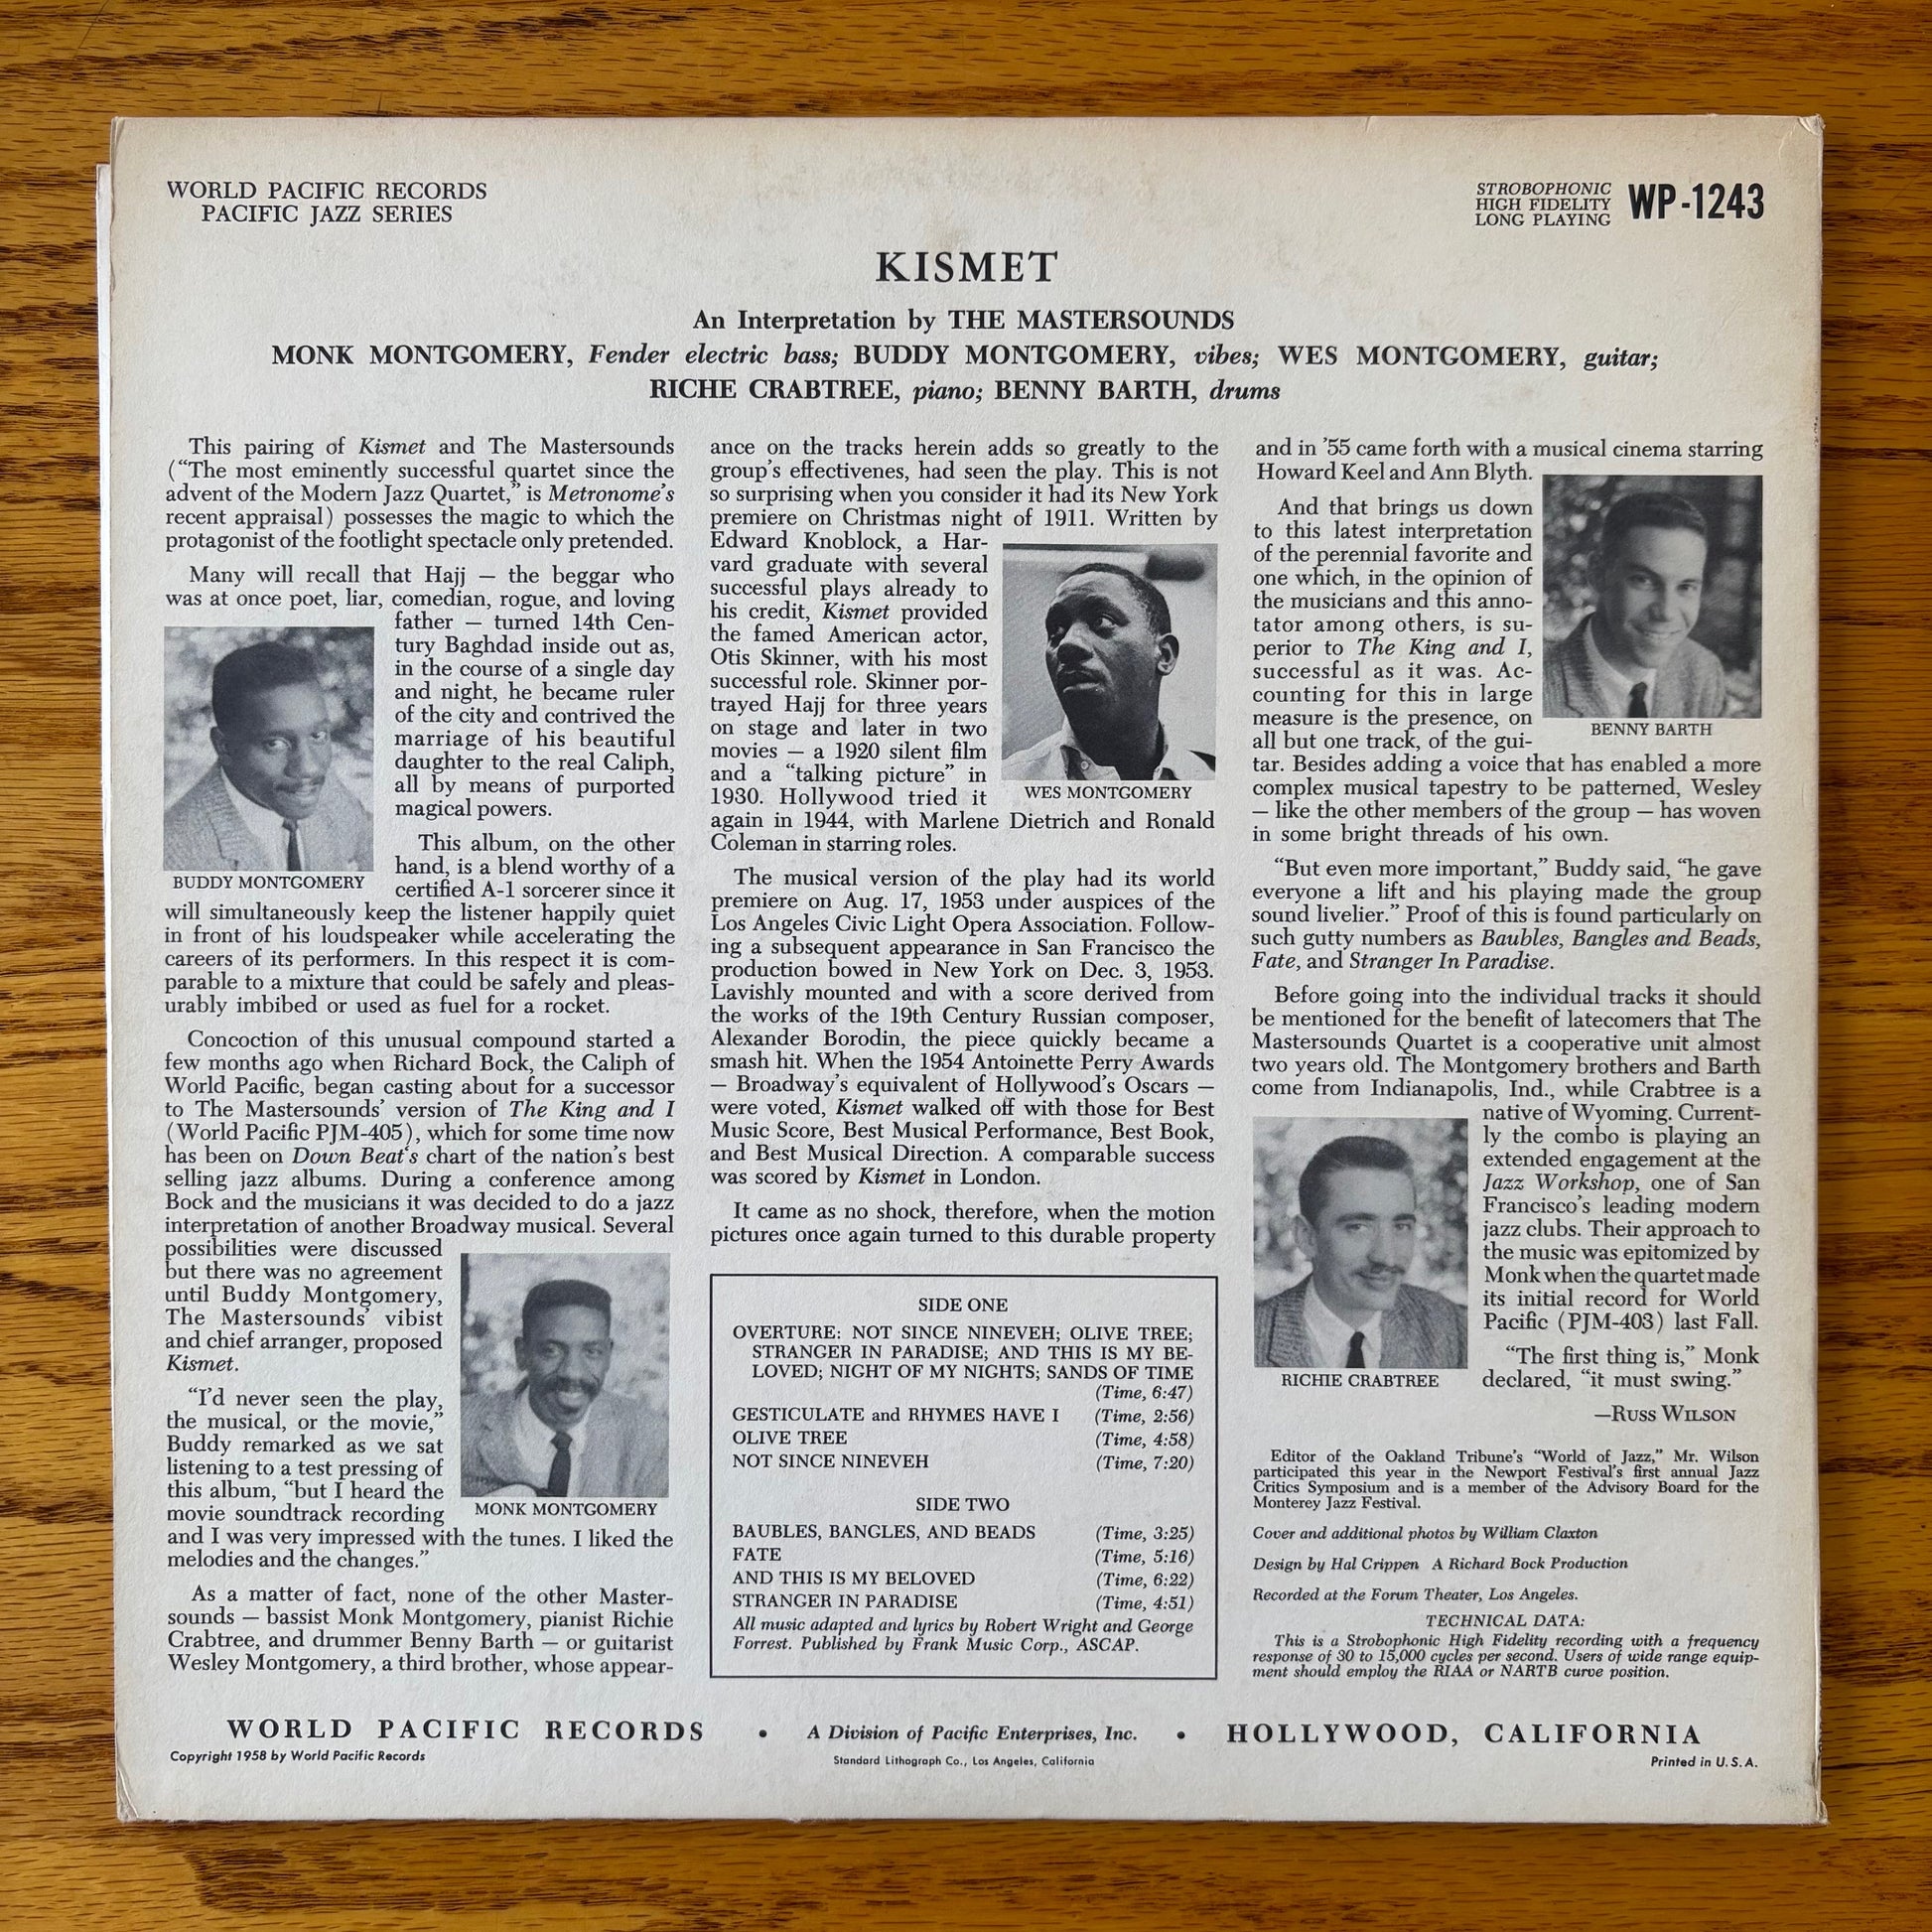 WORLD PACIFIC RECORDS
PACIFIC JAZZ SERIES
STROBOPHONIC
HIGH FIDELITY
LONG PLAYING
WP-1243
KISMET
An Interpretation by THE MASTERSOUNDS
MONK MONTGOMERY, Fender electric bass; BUDDY MONTGOMERY, vibes; WES MONTGOMERY, guitar;
RICHE CRABTREE, piano; BENNY BARTH, drums
This pairing of Kismet and The Mastersounds
(“The most eminently successful quartet since the
advent of the Modern Jazz Quartet,” is Metronome’s
recent appraisal) possesses the magic to which the
protagonist of the footlight spectacle only pretended.
Many will recall that Hajj — the beggar who
was at once poet, liar, comedian, rogue, and loving
father — turned 14th Cen-
tury Baghdad inside out as,
in the course of a single day
and night, he became ruler
of the city and contrived the
marriage of his beautiful
daughter to the real Caliph,
all by means of purported
magical powers.
This album, on the other
hand, is a blend worthy of a
certified A-1 sorcerer since it
BUDDY MONTGOMERY
will simultaneously keep the listener happily quiet
in front of his loudspeaker while accelerating the
careers of its performers. In this respect it is com-
parable to a mixture that could be safely and pleas-
urably imbibed or used as fuel for a rocket.
Concoction of this unusual compound started a
few months ago when Richard Bock, the Caliph of
World Pacific, began casting about for a successor
to The Mastersounds’ version of The King and I
(World Pacific PJM-405), which for some time now
has been on Down Beat‘s chart of the nation’s best
selling jazz albums. During a conference among
Bock and the musicians it was decided to do a jazz
interpretation of another Broadway musical. Several
possibilities were discussed
but there was no agreement
until Buddy Montgomery,
The Mastersounds’ vibist
and chief arranger, proposed
Kismet.
“I’d never seen the play,
the musical, or the movie,”
Buddy remarked as we sat
listening to a test pressing of
this album, “but I heard the
movie soundtrack recording
MONK MONTGOMERY
and I was very impressed with the tunes. I liked the
melodies and the changes.”
As a matter of fact, none of the other Master-
sounds — bassist Monk Montgomery, pianist Richie
Crabtree, and drummer Benny Barth — or guitarist
Wesley Montgomery, a third brother, whose appear-
ance on the tracks herein adds so greatly to the
group’s effectivenes, had seen the play. This is not
so surprising when you consider it had its New York
premiere on Christmas night of 1911. Written by
Edward Knoblock, a Har-
vard graduate with several
successful plays already to
his credit, Kismet provided
the famed American actor,
Otis Skinner, with his most
successful role. Skinner por-
trayed Hajj for three years
on stage and later in two
movies — a 1920 silent film
and a “talking picture” in
1930. Hollywood tried it
WES MONTGOMERY
again in 1944, with Marlene Dietrich and Ronald
Coleman in starring roles.
The musical version of the play had its world
premiere on Aug. 17, 1953 under auspices of the
Los Angeles Civic Light Opera Association. Follow-
ing a subsequent appearance in San Francisco the
production bowed in New York on Dec. 3, 1953.
Lavishly mounted and with a score derived from
the works of the 19th Century Russian composer,
Alexander Borodin, the piece quickly became a
smash hit. When the 1954 Antoinette Perry Awards
— Broadway’s equivalent of Hollywood’s Oscars —
were voted, Kismet walked off with those for Best
Music Score, Best Musical Performance, Best Book,
and Best Musical Direction. A comparable success
was scored by Kismet in London.
It came as no shock, therefore, when the motion
pictures once again turned to this durable property
SIDE ONE
OVERTURE: NOT SINCE NINEVEH; OLIVE TREE;
STRANGER IN PARADISE; AND THIS IS MY BE-
LOVED; NIGHT OF MY NIGHTS; SANDS OF TIME
(Time, 6:47)
GESTICULATE and RHYMES HAVE I (Time, 2:56)
OLIVE TREE (Time, 4:58)
NOT SINCE NINEVEH (Time, 7:20)
SIDE TWO
BAUBLES, BANGLES, AND BEADS (Time, 3:25)
FATE (Time, 5:16)
AND THIS IS MY BELOVED (Time, 6:22)
STRANGER IN PARADISE (Time, 4:51)
All music adapted and lyrics by Robert Wright and George
Forrest. Published by Frank Music Corp., ASCAP.
and in ’55 came forth with a musical cinema starring
Howard Keel and Ann Blyth.
And that brings us down
to this latest interpretation
of the perennial favorite and
one which, in the opinion of
the musicians and this anno-
tator among others, is su-
perior to The King and I,
successful as it was. Ac-
counting for this in large
measure is the presence, on
all but one track, of the gui-
BENNY BARTH
tar. Besides adding a voice that has enabled a more
complex musical tapestry to be patterned, Wesley
— like the other members of the group — has woven
in some bright threads of his own.
“But even more important,” Buddy said, “he gave
everyone a lift and his playing made the group
sound livelier.” Proof of this is found particularly on
such gutty numbers as Baubles, Bangles and Beads,
Fate, and Stranger In Paradise.
Before going into the individual tracks it should
be mentioned for the benefit of latecomers that The
Mastersounds Quartet is a cooperative unit almost
two years old. The Montgomery brothers and Barth
come from Indianapolis, Ind., while Crabtree is a
native of Wyoming. Current-
ly the combo is playing an
extended engagement at the
Jazz Workshop, one of San
Francisco’s leading modern
jazz clubs. Their approach to
the music was epitomized by
Monk when the quartet made
its initial record for World
Pacific (PJM-403) last Fall.
“The first thing is,” Monk
declared, “it must swing.”
RICHIE CRABTREE
—RUSS WILSON
Editor of the Oakland Tribune’s “World of Jazz,” Mr. Wilson
participated this year in the Newport Festival’s first annual Jazz
Critics Symposium and is a member of the Advisory Board for the
Monterey Jazz Festival.
Cover and additional photos by William Claxton
Design by Hal Crippen A Richard Bock Production
Recorded at the Forum Theater, Los Angeles.
TECHNICAL DATA:
This is a Strobophonic High Fidelity recording with a frequency
response of 30 to 15,000 cycles per second. Users of wide range equip-
ment should employ the RIAA or NARTB curve position.
WORLD PACIFIC RECORDS • A Division of Pacific Enterprises, Inc. • HOLLYWOOD, CALIFORNIA
Copyright 1958 by World Pacific Records
Standard Lithograph Co., Los Angeles, California
Printed in U. S. A.